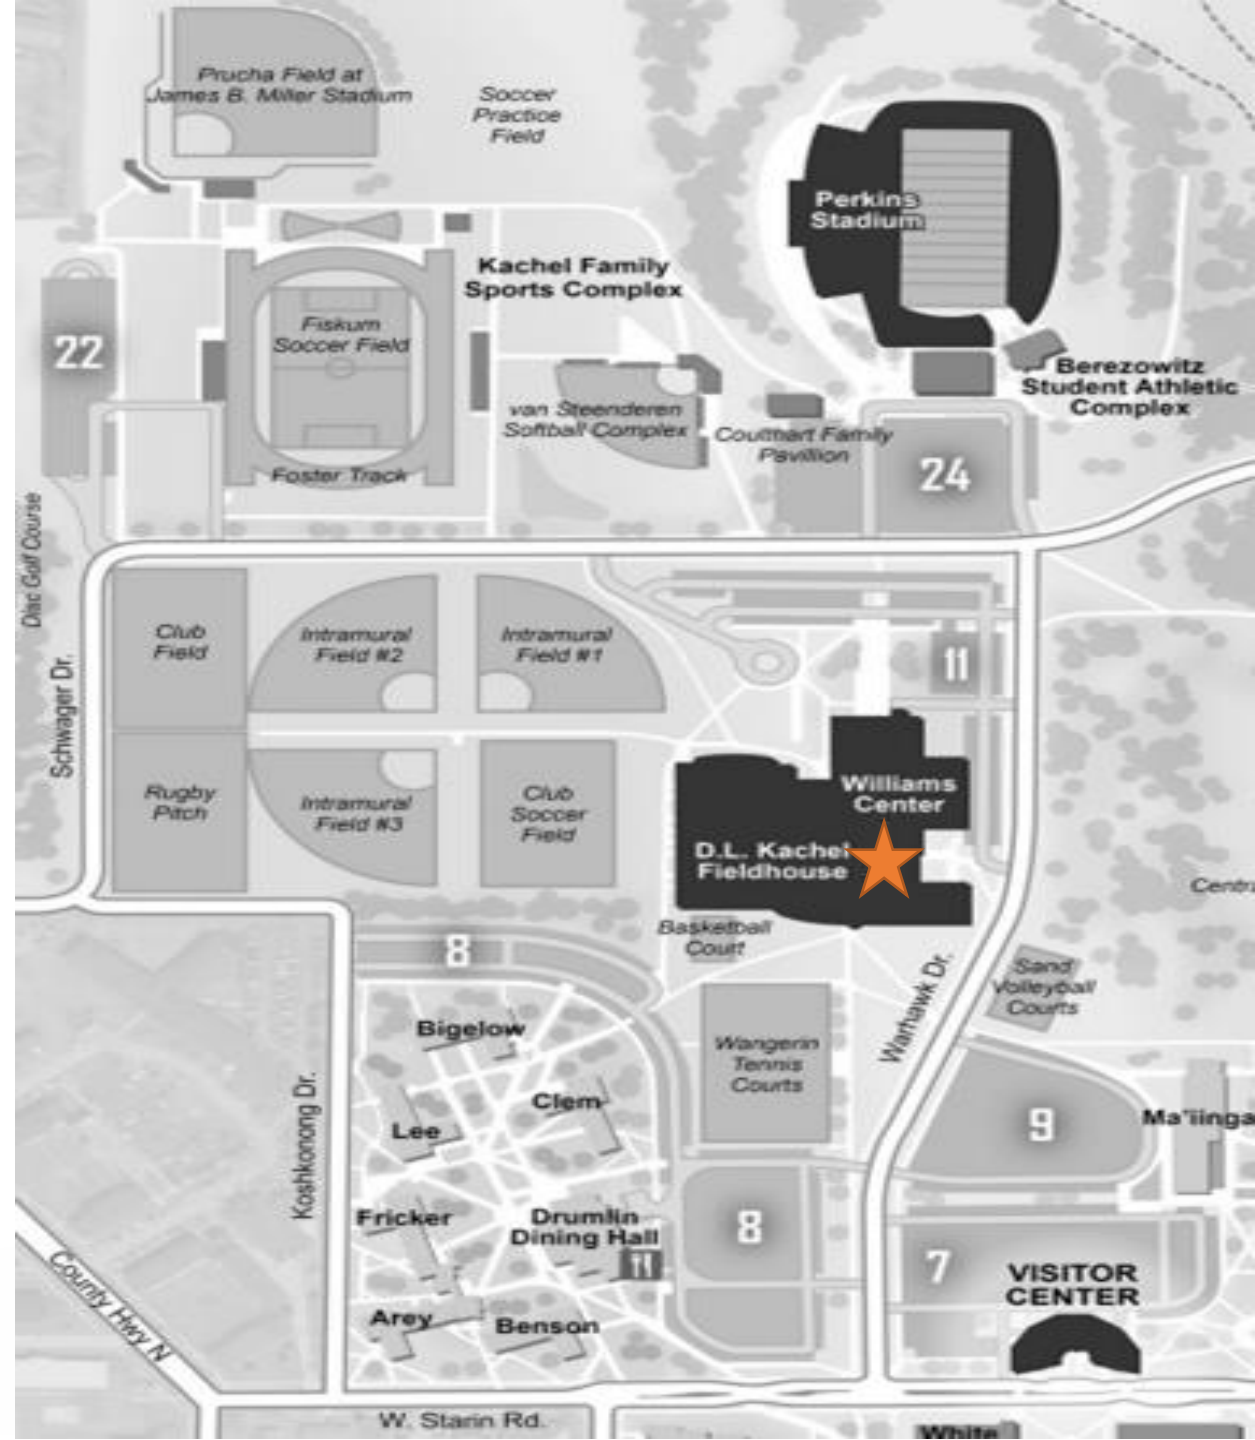 Prucha Field at
James B. Miller Stadium
Soccer
Practice
Field
Perkins
Stadium
Kachel Family
Sports Complex
22
Fiskum
Soccer Field
Berezowitz
Student Athletic
Complex
van Steenderen
Softball Complex
Coulthart Family
Pavillion
24
Foster Track
Disc Golf Course
Club
Field
Intramural
Field #2
Intramural
Field #1
11
Schwager Dr.
Rugby
Pitch
Intramural
Field #3
Club
Soccer
Field
Williams
Center
D.L. Kachel
Fieldhouse
Centra
Basketball
Court
8
Warhawk Dr.
Sand
Volleyball
Courts
Bigelow
Wangerin
Tennis
Courts
Clem
Lee
9
Ma'iinga
Koshkonong Dr.
Fricker
Drumlin
Dining Hall
8
7
VISITOR
CENTER
County Hwy N
Arey
Benson
W. Starin Rd.
White